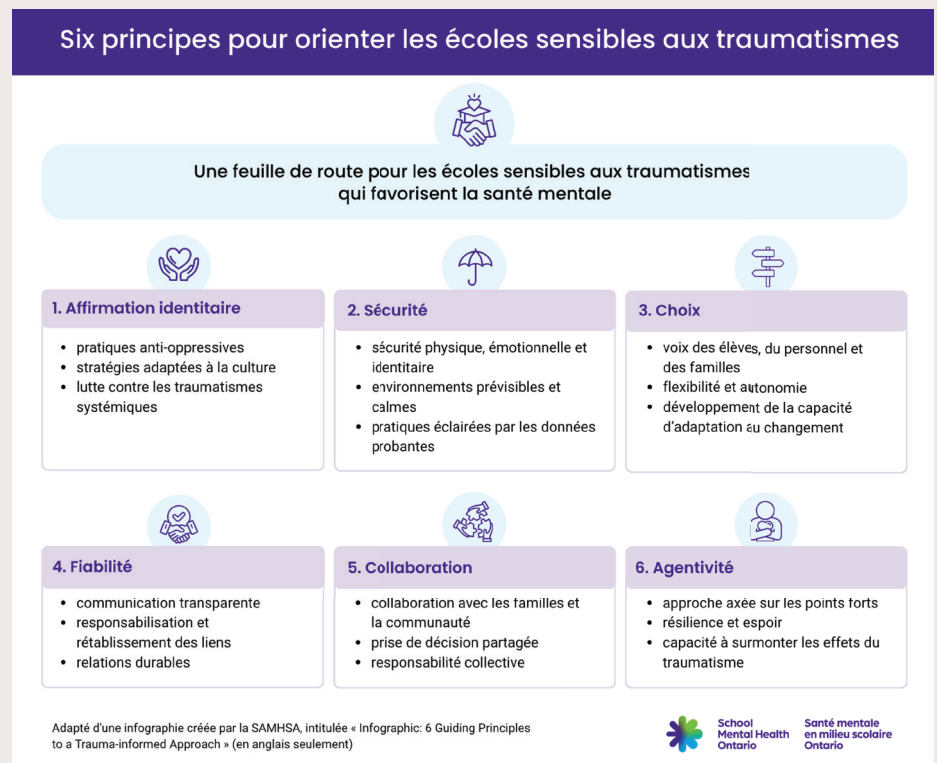 Six principes pour orienter les écoles sensibles aux traumatismes
Une feuille de route pour les écoles sensibles aux traumatismes
qui favorisent la santé mentale
1. Affirmation identitaire
• pratiques anti-oppressives
• stratégies adaptées à la culture
• lutte contre les traumatismes
systémiques
2. Sécurité
• sécurité physique, émotionnelle et
identitaire
• environnements prévisibles et
calmes
• pratiques éclairées par les données
probantes
3. Choix
• voix des élèves, du personnel et
des familles
• flexibilité et autonomie
• développement de la capacité
d'adaptation au changement
4. Fiabilité
• communication transparente
• responsabilisation et
rétablissement des liens
• relations durables
5. Collaboration
• collaboration avec les familles et
la communauté
• prise de décision partagée
• responsabilité collective
6. Agentivité
• approche axée sur les points forts
• résilience et espoir
• capacité à surmonter les effets du
traumatisme
Adapté d'une infographie créée par la SAMHSA, intitulée « Infographic: 6 Guiding Principles
to a Trauma-informed Approach » (en anglais seulement)
School
Mental Health
Ontario
Santé mentale
en milieu scolaire
Ontario